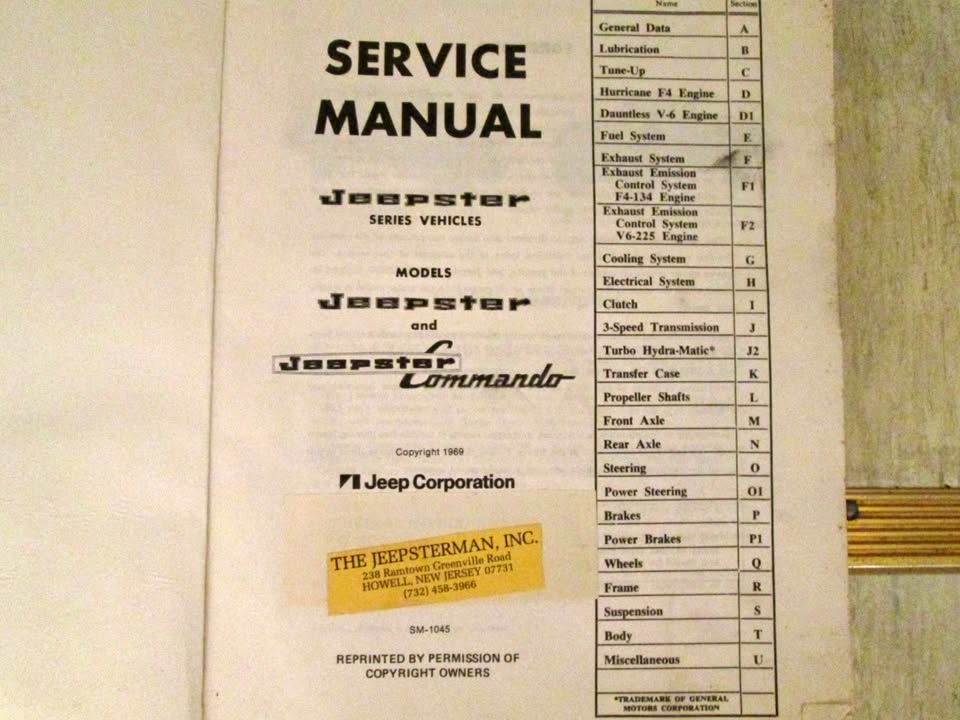 SERVICE
MANUAL
Jeepster
SERIES VEHICLES
MODELS
Jeepster
and
Jeepster Commando
Copyright 1969
Jeep Corporation
THE JEEPSTERMAN, INC.
238 Ramtown Greenville Road
HOWELL, NEW JERSEY 07731
(732) 458-3966
SM-1045
REPRINTED BY PERMISSION OF
COPYRIGHT OWNERS
Name Section
General Data A
Lubrication B
Tune-Up C
Hurricane F4 Engine D
Dauntless V-6 Engine D1
Fuel System E
Exhaust System F
Exhaust Emission
Control System F1
F4-134 Engine
Exhaust Emission
Control System F2
V6-225 Engine
Cooling System G
Electrical System H
Clutch I
3-Speed Transmission J
Turbo Hydra-Matic* J2
Transfer Case K
Propeller Shafts L
Front Axle M
Rear Axle N
Steering O
Power Steering O1
Brakes P
Power Brakes P1
Wheels Q
Frame R
Suspension S
Body T
Miscellaneous U
*TRADEMARK OF GENERAL
MOTORS CORPORATION